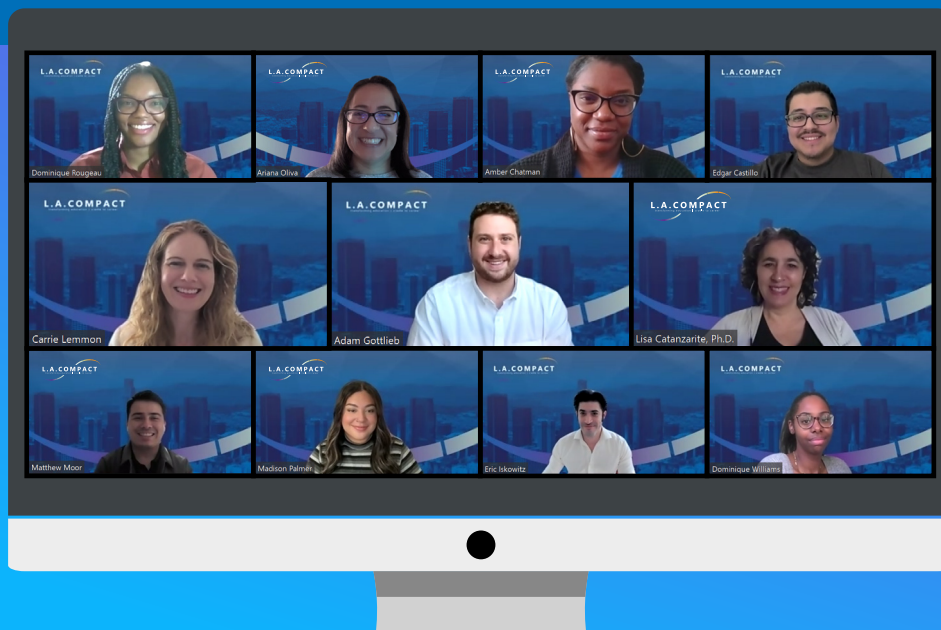 L.A.COMPACT
L.A.COMPACT
L.A.COMPACT
L.A.COMPACT
Dominique Rougeau
Ariana Oliva
Amber Chatman
Edgar Castillo
L.A.COMPACT
L.A.COMPACT
L.A.COMPACT
Carrie Lemmon
Adam Gottlieb
Lisa Catanzarite, Ph.D.
L.A.COMPACT
L.A.COMPACT
L.A.COMPACT
L.A.COMPACT
Matthew Moor
Madison Palmer
Eric Iskowitz
Dominique Williams